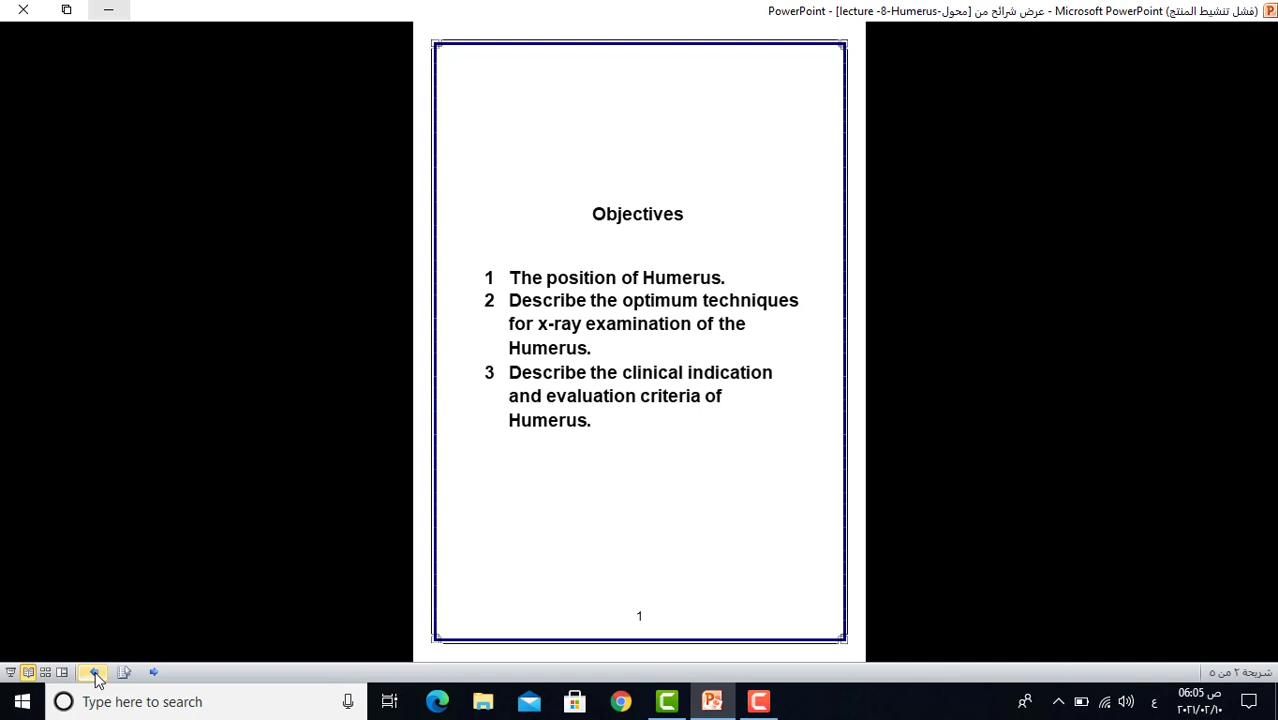 عرض شرائح من [محول-lecture -8-Humerus] - Microsoft PowerPoint (فشل تنشيط المنتج) - PowerPoint
Objectives
1 The position of Humerus.
2 Describe the optimum techniques
for x-ray examination of the
Humerus.
3 Describe the clinical indication
and evaluation criteria of
Humerus.
1
شريحة ٢ من ٥
Type here to search
ع
06:05 ص
٢٠٢١/٠٢/١٠